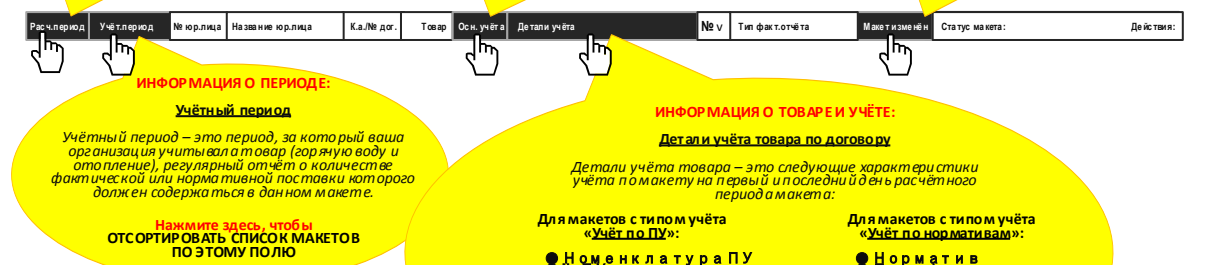 Расч.период Учёт.период № юр.лица Название юр.лица К.а./№ дог. Товар Осн. учёта Детали учёта № v Тип факт.отчёта Макет изменён Статус макета: Действия:
ИНФОРМАЦИЯ О ПЕРИОДЕ:
Учётный период
Учётный период – это период, за который ваша
организация учитывала товар (горячую воду и
отопление), регулярный отчёт о количестве
фактической или нормативной поставки которого
должен содержаться в данном макете.
Нажмите здесь, чтобы
ОТСОРТИРОВАТЬ СПИСОК МАКЕТОВ
ПО ЭТОМУ ПОЛЮ
ИНФОРМАЦИЯ О ТОВАРЕ И УЧЁТЕ:
Детали учёта товара по договору
Детали учёта товара – это следующие характеристики
учёта по макету на первый и последний день расчётного
периода макета:
Для макетов с типом учёта
«Учёт по ПУ»:
● Номенклатура ПУ
Для макетов с типом учёта
«Учёт по нормативам»:
● Норматив